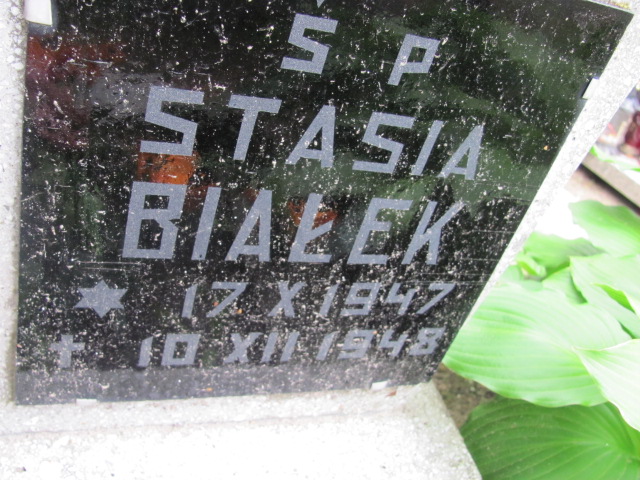 Ś P
STASIA
BIAŁEK
17 X 1947
10 XII 1948